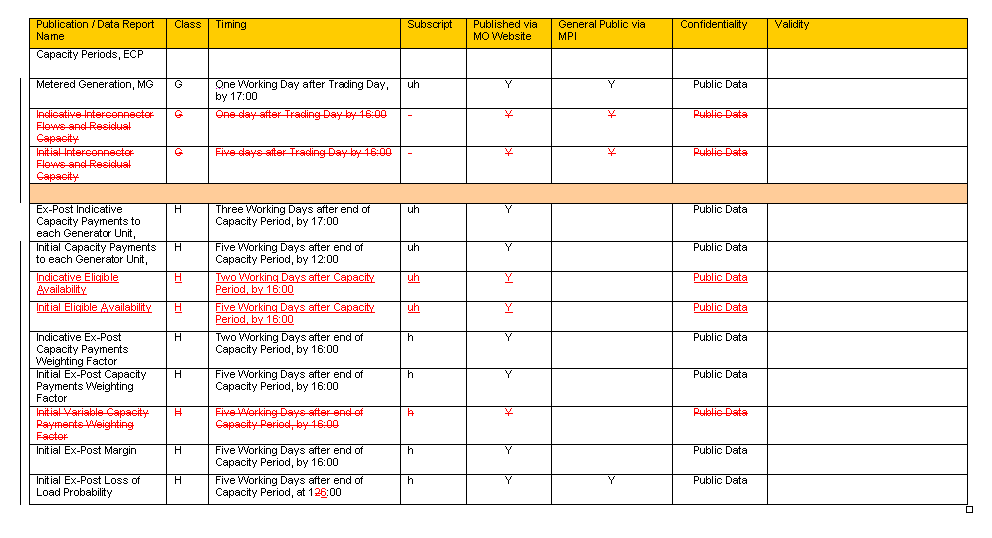 Publication / Data Report Class Timing Subscript Published via General Public via Confidentiality Validity
Name MO Website MPI
Capacity Periods, ECP
Metered Generation, MG G One Working Day after Trading Day, uh Y Y Public Data
by 17:00
Indicative Interconnector G One day after Trading Day by 16:00 - Y Y Public Data
Flows and Residual
Capacity
Initial Interconnector G Five days after Trading Day by 16:00 - Y Y Public Data
Flows and Residual
Capacity
Ex-Post Indicative H Three Working Days after end of uh Y Public Data
Capacity Payments to Capacity Period, by 17:00
each Generator Unit,
Initial Capacity Payments H Five Working Days after end of uh Y Public Data
to each Generator Unit, Capacity Period, by 12:00
Indicative Eligible H Two Working Days after Capacity uh Y Public Data
Availability Period, by 16:00
Initial Eligible Availability H Five Working Days after Capacity uh Y Public Data
Period, by 16:00
Indicative Ex-Post H Two Working Days after end of h Y Public Data
Capacity Payments Capacity Period, by 16:00
Weighting Factor
Initial Ex-Post Capacity H Five Working Days after end of h Y Public Data
Payments Weighting Capacity Period, by 16:00
Factor
Initial Variable Capacity H Five Working Days after end of h Y Public Data
Payments Weighting Capacity Period, by 16:00
Factor
Initial Ex-Post Margin H Five Working Days after end of h Y Public Data
Capacity Period, by 16:00
Initial Ex-Post Loss of H Five Working Days after end of h Y Y Public Data
Load Probability Capacity Period, at 126:00